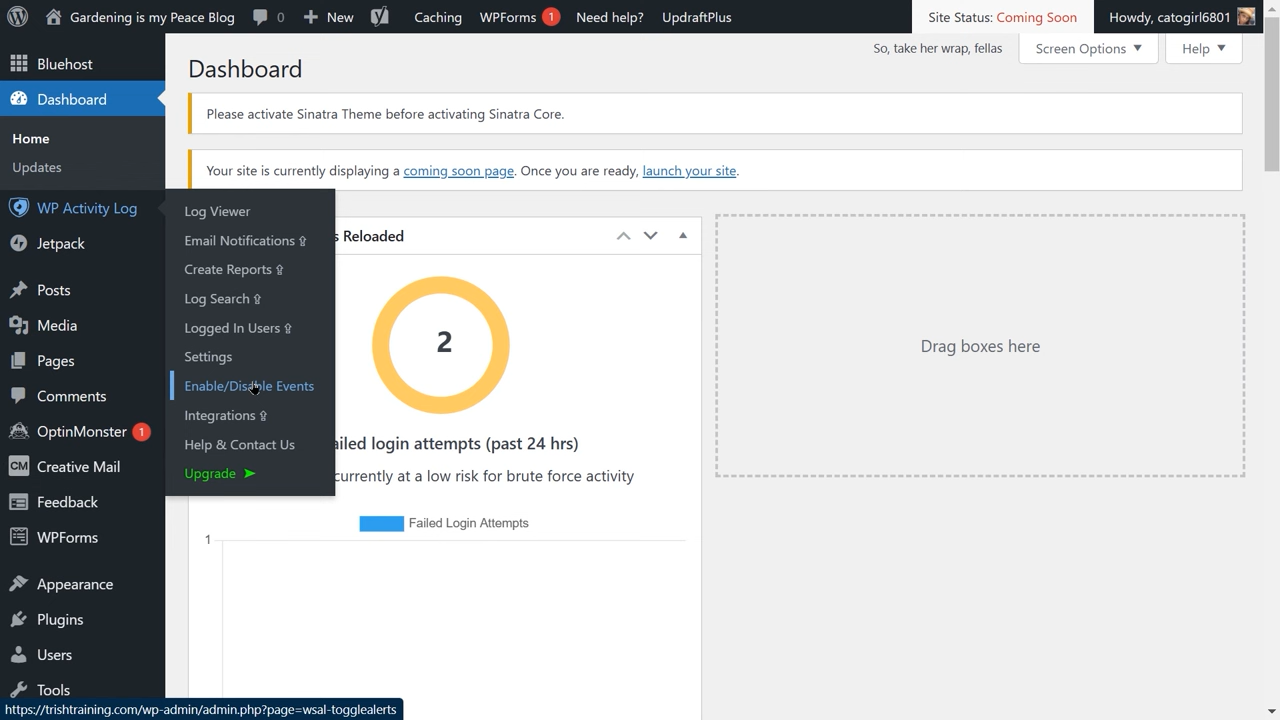 Gardening is my Peace Blog 0 New Caching WPForms 1 Need help? UpdraftPlus Site Status: Coming Soon Howdy, catogirl6801
So, take her wrap, fellas Screen Options ▼ Help ▼
Bluehost
Dashboard
Home
Updates
WP Activity Log
Jetpack
Posts
Media
Pages
Comments
OptinMonster 1
CM Creative Mail
Feedback
WPForms
Appearance
Plugins
Users
Tools
Log Viewer
Email Notifications ⇧
Create Reports ⇧
Log Search ⇧
Logged In Users ⇧
Settings
Enable/Disable Events
Integrations ⇧
Help & Contact Us
Upgrade ➤
Dashboard
Please activate Sinatra Theme before activating Sinatra Core.
Your site is currently displaying a coming soon page. Once you are ready, launch your site.
Reloaded
2
login attempts (past 24 hrs)
currently at a low risk for brute force activity
Failed Login Attempts
1
Drag boxes here
https://trishtraining.com/wp-admin/admin.php?page=wsal-togglealerts